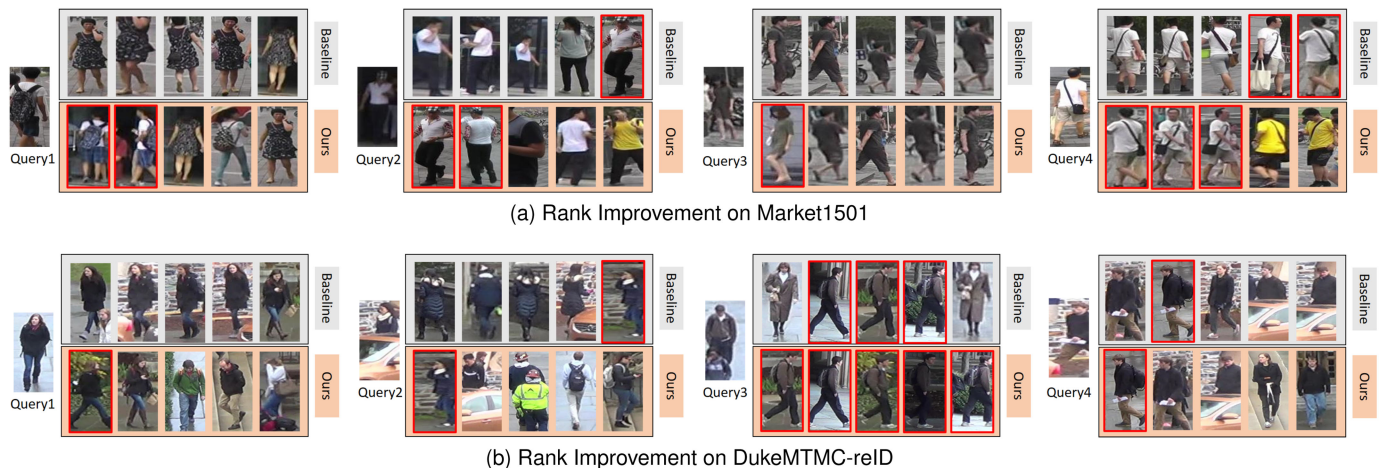 Query1
Baseline
Ours
Query2
Baseline
Ours
Query3
Baseline
Ours
Query4
Baseline
Ours
(a) Rank Improvement on Market1501
Query1
Baseline
Ours
Query2
Baseline
Ours
Query3
Baseline
Ours
Query4
Baseline
Ours
(b) Rank Improvement on DukeMTMC-reID